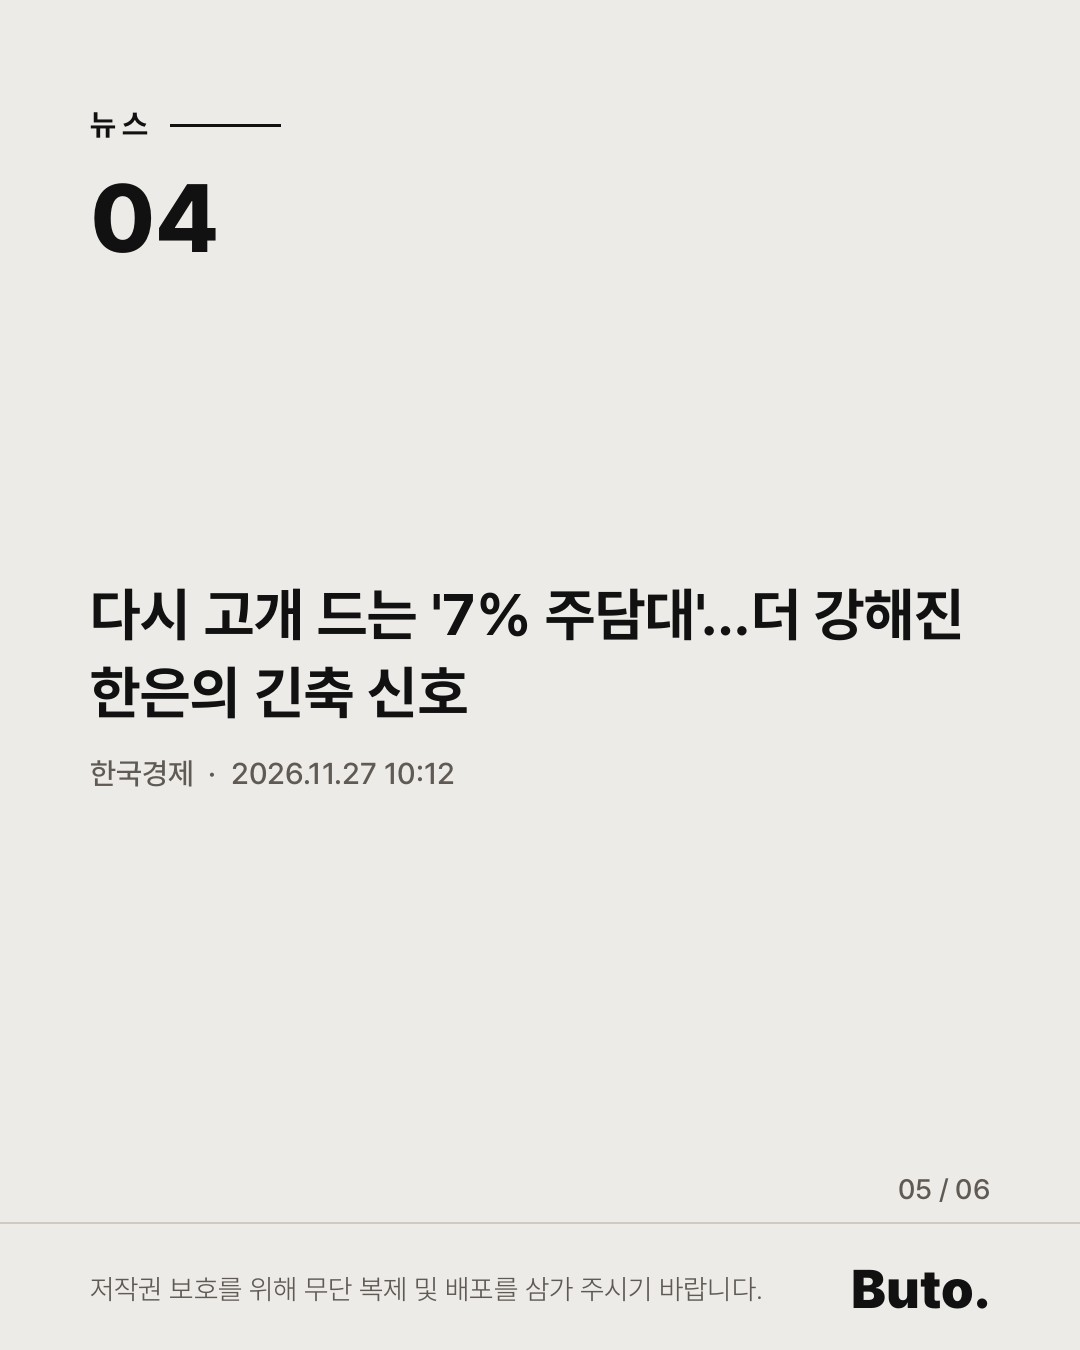 뉴스
04
다시 고개 드는 '7% 주담대'...더 강해진
한은의 긴축 신호
한국경제 · 2026.11.27 10:12
05 / 06
저작권 보호를 위해 무단 복제 및 배포를 삼가 주시기 바랍니다.
Buto.